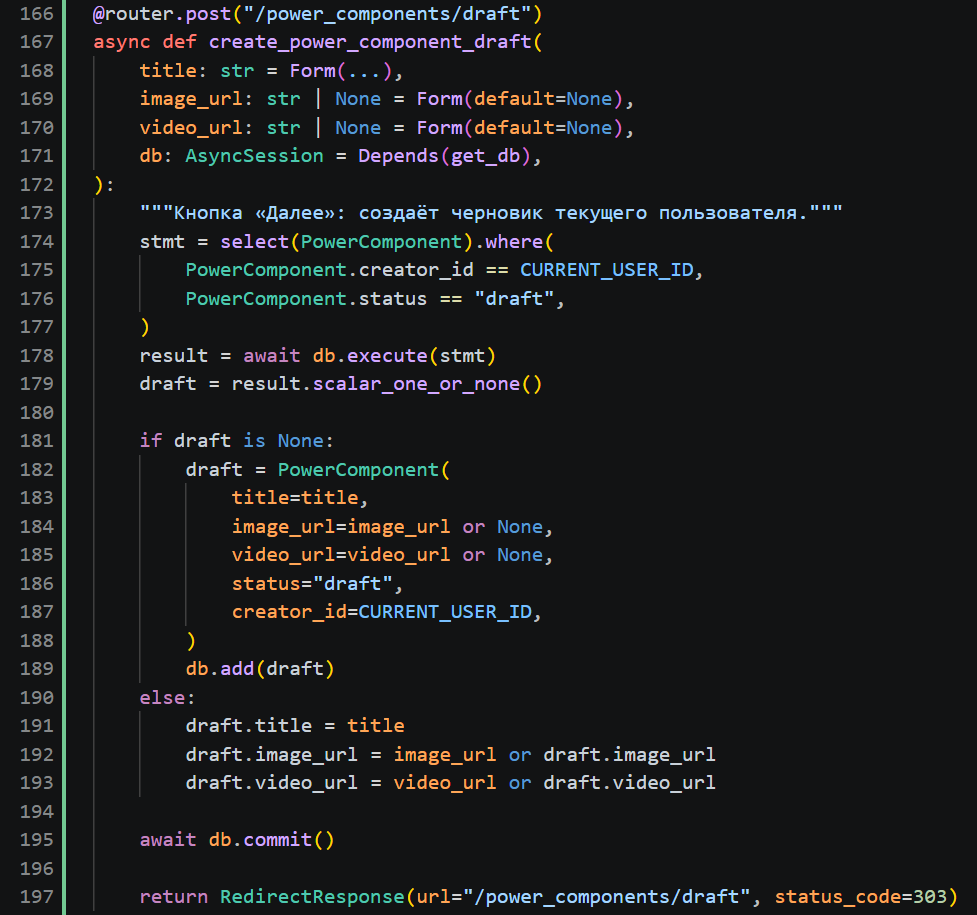 166 @router.post("/power_components/draft")
167 async def create_power_component_draft(
168     title: str = Form(...),
169     image_url: str | None = Form(default=None),
170     video_url: str | None = Form(default=None),
171     db: AsyncSession = Depends(get_db),
172 ):
173     """Кнопка «Далее»: создаёт черновик текущего пользователя."""
174     stmt = select(PowerComponent).where(
175         PowerComponent.creator_id == CURRENT_USER_ID,
176         PowerComponent.status == "draft",
177     )
178     result = await db.execute(stmt)
179     draft = result.scalar_one_or_none()
180
181     if draft is None:
182         draft = PowerComponent(
183             title=title,
184             image_url=image_url or None,
185             video_url=video_url or None,
186             status="draft",
187             creator_id=CURRENT_USER_ID,
188         )
189         db.add(draft)
190     else:
191         draft.title = title
192         draft.image_url = image_url or draft.image_url
193         draft.video_url = video_url or draft.video_url
194
195     await db.commit()
196
197     return RedirectResponse(url="/power_components/draft", status_code=303)